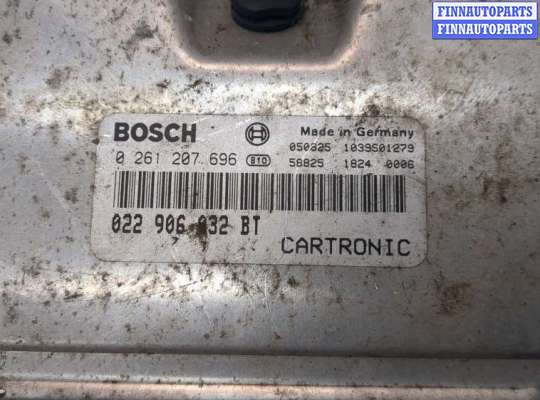 FINNAUTOPARTS
FINNAUTOPARTS
BOSCH Made in Germany
050325 1039S01279
0 261 207 696 B10 58825 1824 0006
022 906 032 BT
CARTRONIC